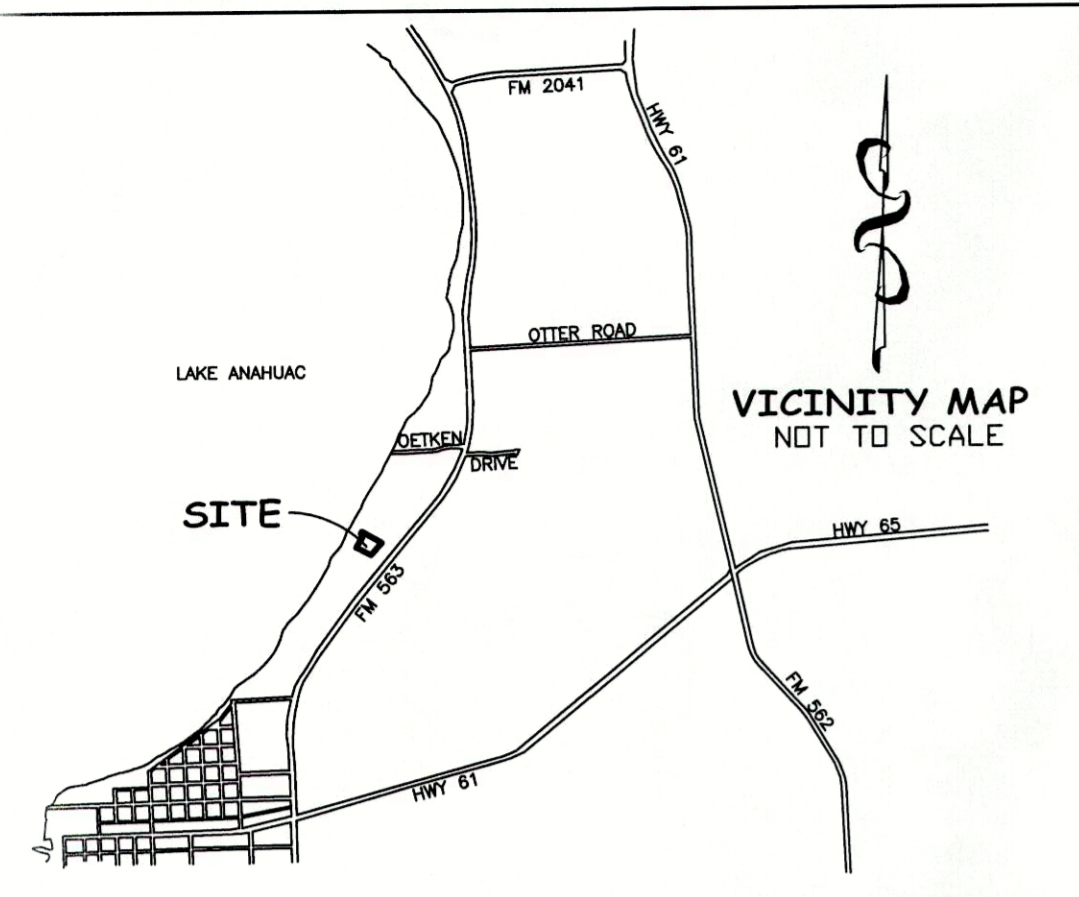 FM 2041
HWY 61
OTTER ROAD
LAKE ANAHUAC
VICINITY MAP
NOT TO SCALE
OETKEN
DRIVE
SITE
HWY 65
FM 563
FM 562
HWY 61